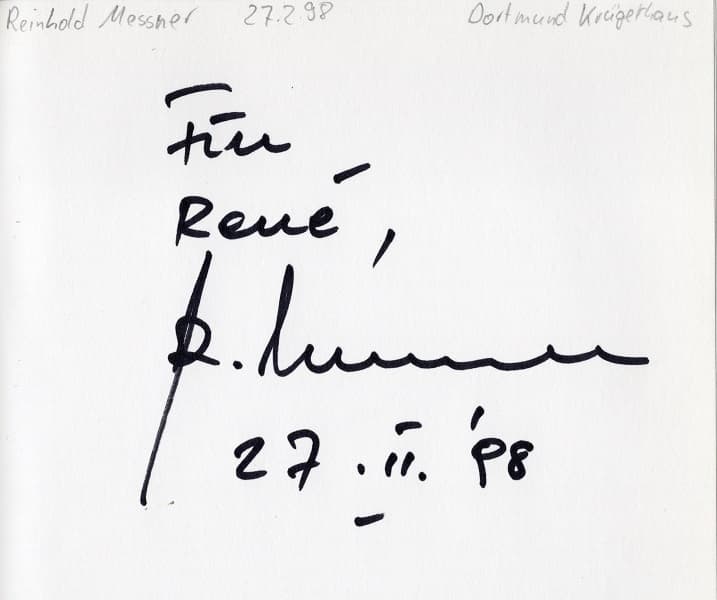 Reinhold Messner 27.2.98 Dortmund Krügerhaus
Für
René,
R. Messner
27.II.'98